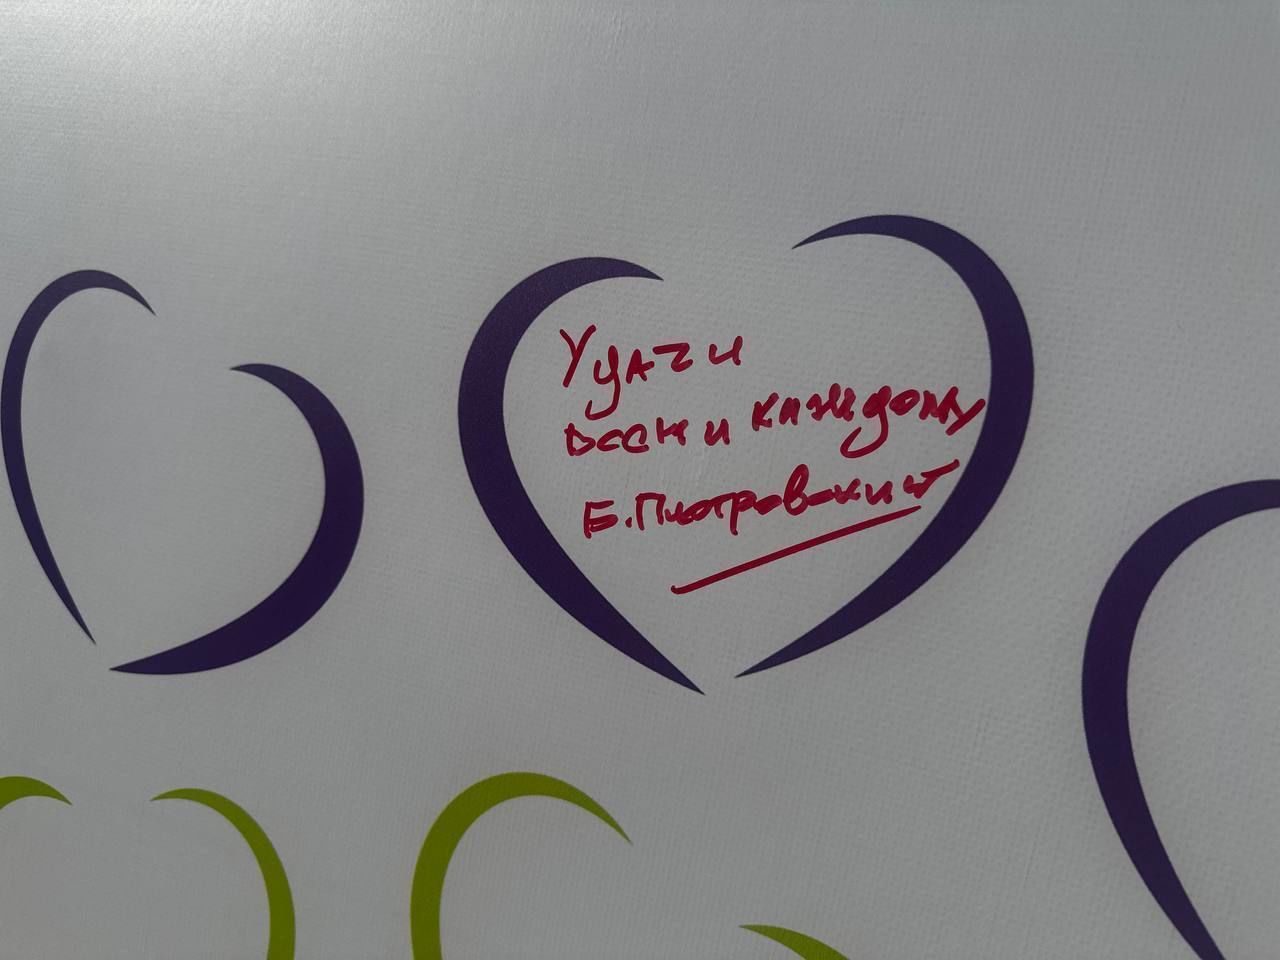 Удачи
всем и каждому
Б. Пиотровский